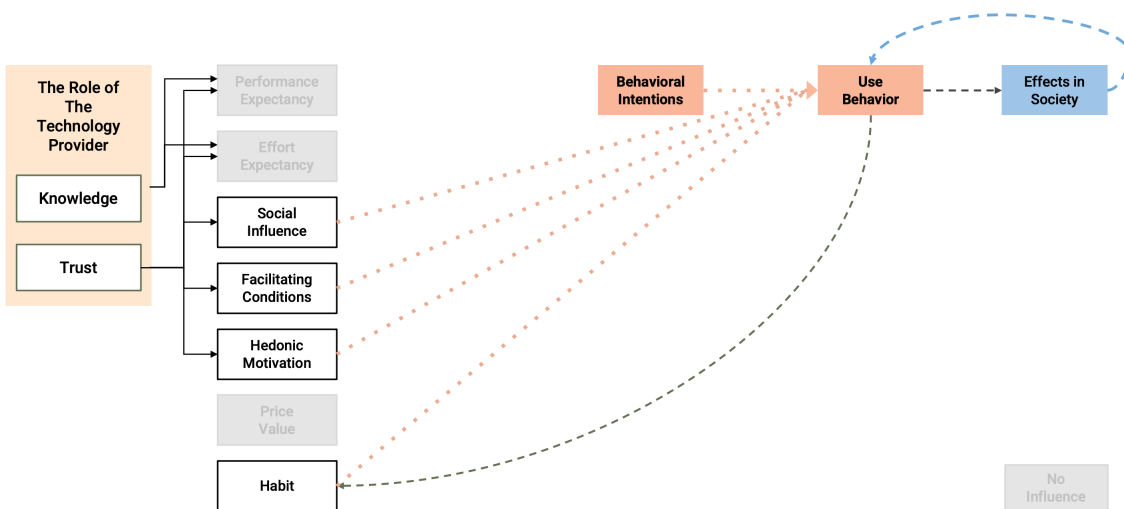 The Role of
The
Technology
Provider
Knowledge
Trust
Performance
Expectancy
Effort
Expectancy
Social
Influence
Facilitating
Conditions
Hedonic
Motivation
Price
Value
Habit
Behavioral
Intentions
Use
Behavior
Effects in
Society
No
Influence